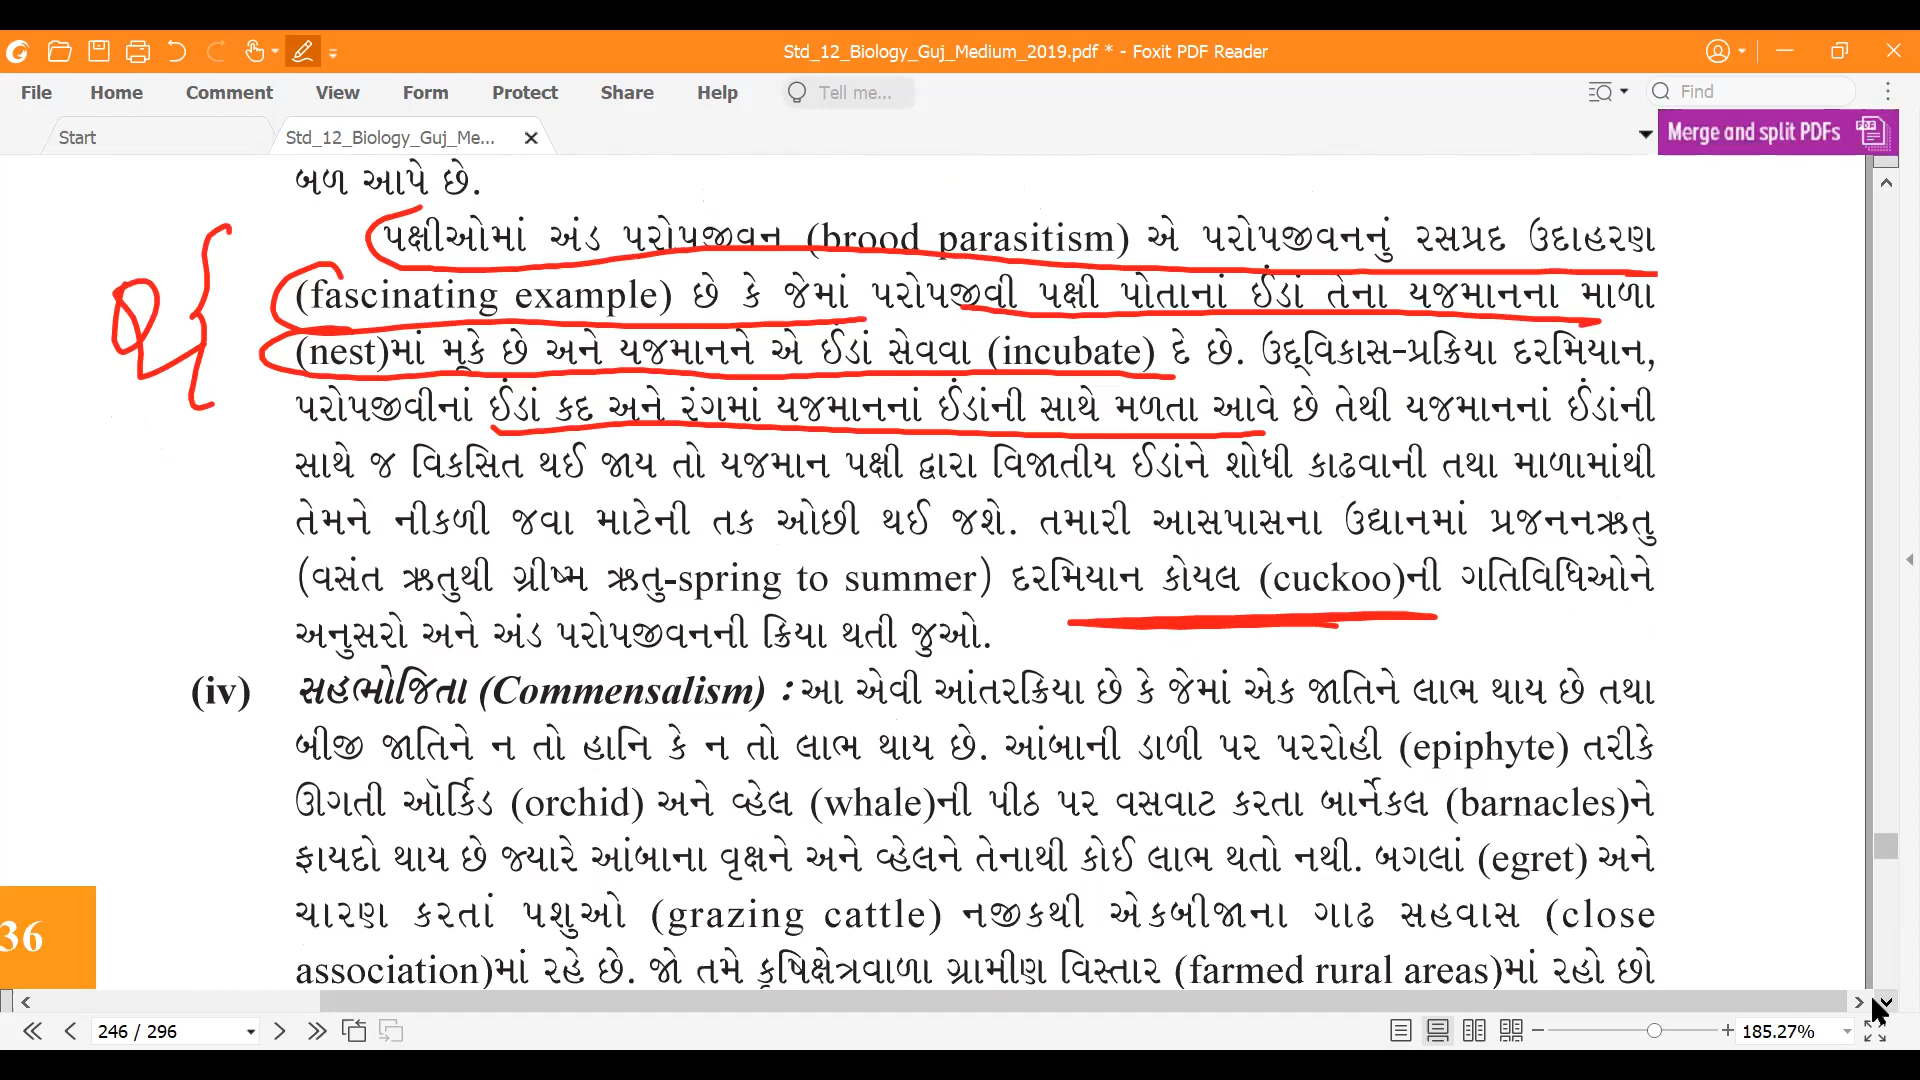 Std_12_Biology_Guj_Medium_2019.pdf * - Foxit PDF Reader
File Home Comment View Form Protect Share Help Tell me... Find
Start Std_12_Biology_Guj_Me... Merge and split PDFs
બળ આપે છે.
પક્ષીઓમાં અંડ પરોપજીવન (brood parasitism) એ પરોપજીવનનું રસપ્રદ ઉદાહરણ
(fascinating example) છે કે જેમાં પરોપજીવી પક્ષી પોતાનાં ઈંડાં તેના યજમાનના માળા
(nest)માં મૂકે છે અને યજમાનને એ ઈંડાં સેવવા (incubate) દે છે. ઉદ્દવિકાસ-પ્રક્રિયા દરમિયાન,
પરોપજીવીનાં ઈંડાં કદ અને રંગમાં યજમાનનાં ઈંડાંની સાથે મળતા આવે છે તેથી યજમાનનાં ઈંડાંની
સાથે જ વિકસિત થઈ જાય તો યજમાન પક્ષી દ્વારા વિજાતીય ઈંડાંને શોધી કાઢવાની તથા માળામાંથી
તેમને નીકળી જવા માટેની તક ઓછી થઈ જશે. તમારી આસપાસના ઉદ્યાનમાં પ્રજનનઋતુ
(વસંત ઋતુથી ગ્રીષ્મ ઋતુ-spring to summer) દરમિયાન કોયલ (cuckoo)ની ગતિવિધિઓને
અનુસરો અને અંડ પરોપજીવનની ક્રિયા થતી જુઓ.
(iv) સહભોજિતા (Commensalism) : આ એવી આંતરક્રિયા છે કે જેમાં એક જાતિને લાભ થાય છે તથા
બીજી જાતિને ન તો હાનિ કે ન તો લાભ થાય છે. આંબાની ડાળી પર પરરોહી (epiphyte) તરીકે
ઊગતી ઑર્કિડ (orchid) અને વ્હેલ (whale)ની પીઠ પર વસવાટ કરતા બાર્નેકલ (barnacles)ને
ફાયદો થાય છે જ્યારે આંબાના વૃક્ષને અને વ્હેલને તેનાથી કોઈ લાભ થતો નથી. બગલાં (egret) અને
ચારણ કરતાં પશુઓ (grazing cattle) નજીકથી એકબીજાના ગાઢ સહવાસ (close
36
association)માં રહે છે. જો તમે કૃષિક્ષેત્રવાળા ગ્રામીણ વિસ્તાર (farmed rural areas)માં રહો છો
246 / 296 185.27%